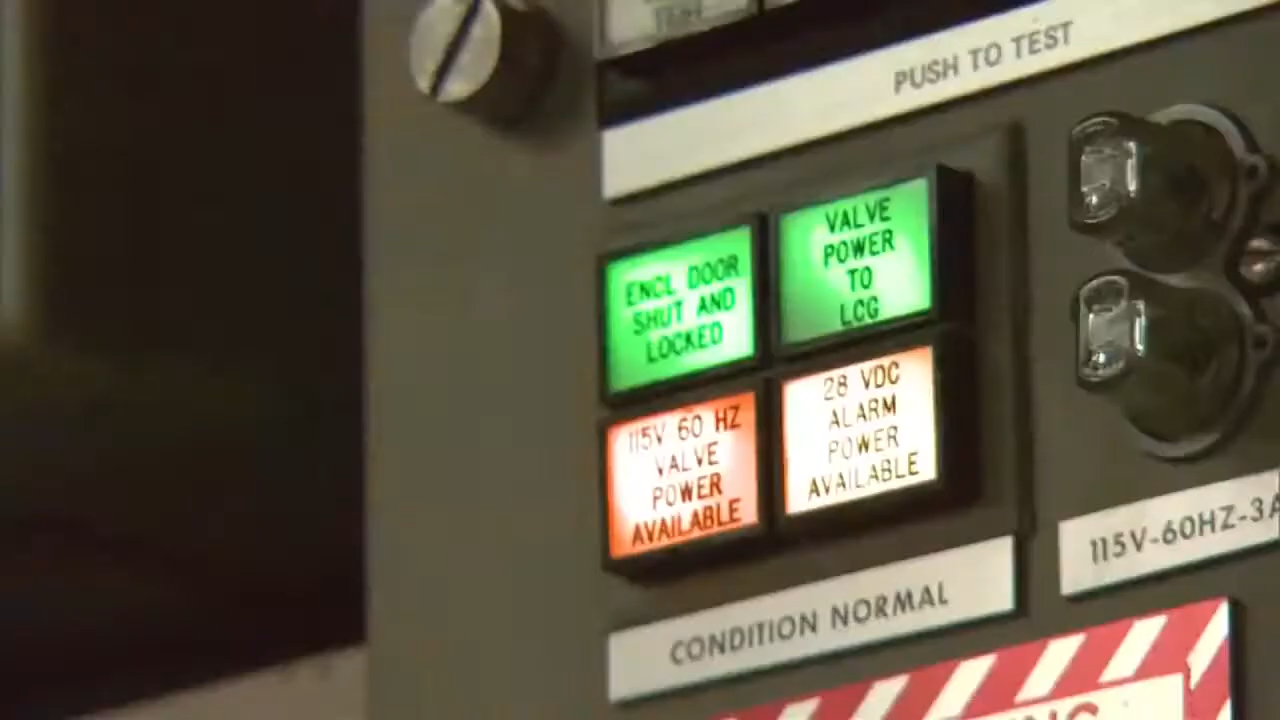 PUSH TO TEST
ENCL DOOR
SHUT AND
LOCKED
VALVE
POWER
TO
LCG
115V 60 HZ
VALVE
POWER
AVAILABLE
28 VDC
ALARM
POWER
AVAILABLE
115V-60HZ-3A
CONDITION NORMAL